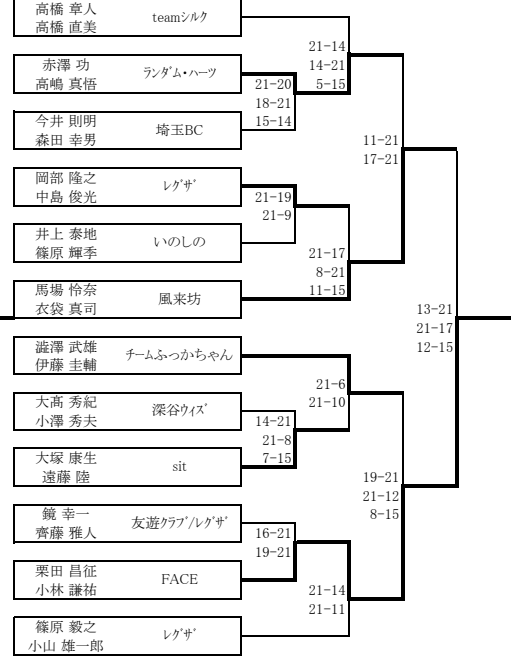 高橋 章人
高橋 直美
teamシルク
赤澤 功
高嶋 真悟
ランダム・ハーツ
今井 則明
森田 幸男
埼玉BC
岡部 隆之
中島 俊光
レグザ
井上 泰地
篠原 輝季
いのしの
馬場 怜奈
衣袋 真司
風来坊
澁澤 武雄
伊藤 圭輔
チームふっかちゃん
大髙 秀紀
小澤 秀夫
深谷ウィズ
大塚 康生
遠藤 陸
sit
鏡 幸一
齊藤 雅人
友遊クラブ/レグザ
栗田 昌征
小林 謙祐
FACE
篠原 毅之
小山 雄一郎
レグザ
21-20
18-21
15-14
21-19
21-9
14-21
21-8
7-15
16-21
19-21
21-14
14-21
5-15
21-17
8-21
11-15
21-6
21-10
21-14
21-11
11-21
17-21
19-21
21-12
8-15
13-21
21-17
12-15